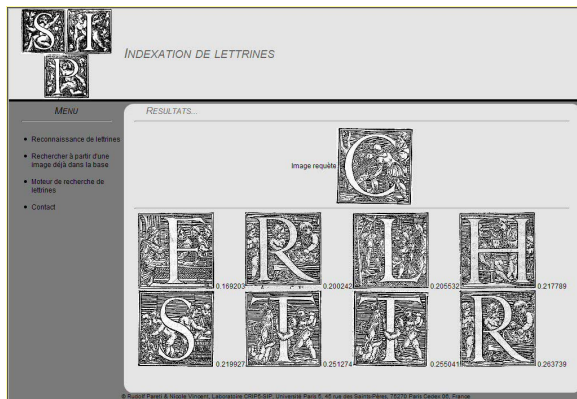 S I
R
INDEXATION DE LETTRINES
MENU
RESULTATS...
Reconnaissance de lettrines
Rechercher à partir d'une
image déjà dans la base
Moteur de recherche de
lettrines
Contact
Image requête
C
F 0.169203 R 0.200242 L 0.205532 H 0.217789
S 0.219927 T 0.251274 T 0.255041 R 0.263739
© Rudolf Pareti & Nicole Vincent, Laboratoire CRIP5-SIP, Université Paris 5, 45 rue des Saints-Pères, 75270 Paris Cedex 06, France